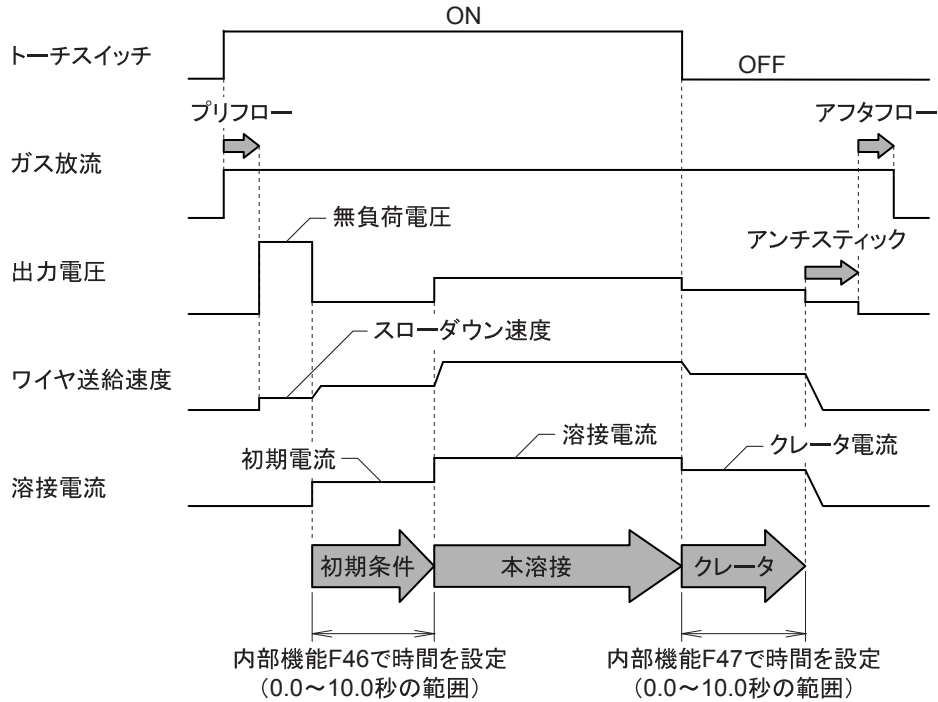 ON
トーチスイッチ
OFF
プリフロー
アフタフロー
ガス放流
無負荷電圧
アンチスティック
出力電圧
スローダウン速度
ワイヤ送給速度
溶接電流
クレータ電流
初期電流
溶接電流
初期条件
本溶接
クレータ
内部機能F46で時間を設定
（0.0～10.0秒の範囲）
内部機能F47で時間を設定
（0.0～10.0秒の範囲）